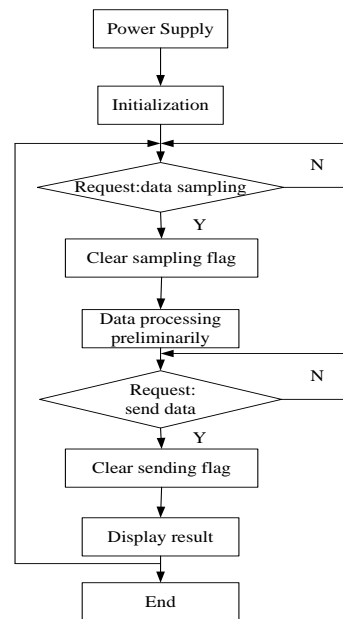 Power Supply
Initialization
Request:data sampling
N
Y
Clear sampling flag
Data processing
preliminarily
Request:
send data
N
Y
Clear sending flag
Display result
End